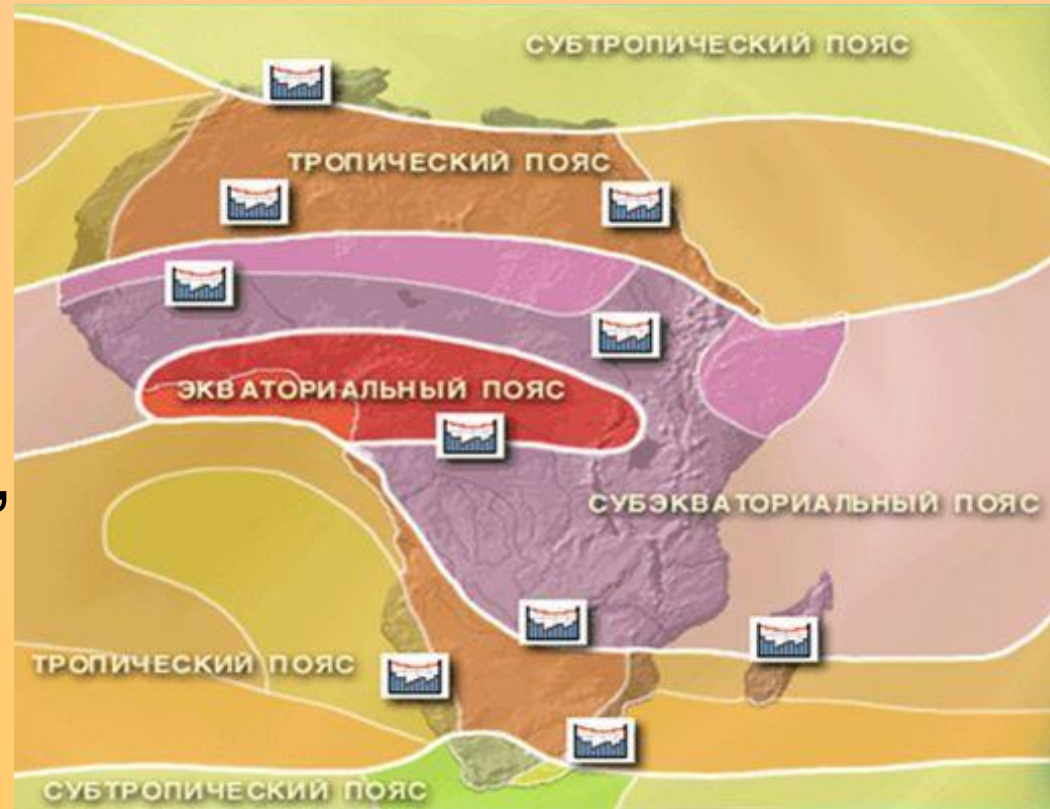 СУБТРОПИЧЕСКИЙ ПОЯС
ТРОПИЧЕСКИЙ ПОЯС
ЭКВАТОРИАЛЬНЫЙ ПОЯС
,
СУБЭКВАТОРИАЛЬНЫЙ ПОЯС
ТРОПИЧЕСКИЙ ПОЯС
СУБТРОПИЧЕСКИЙ ПОЯС